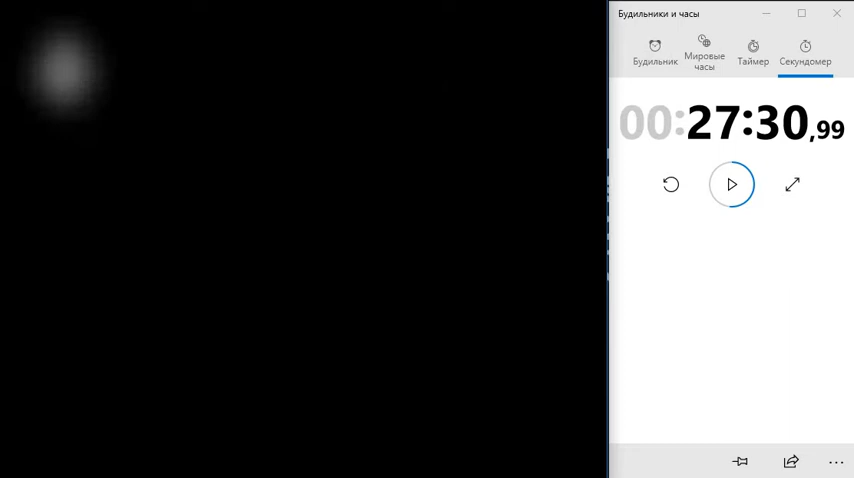 Будильники и часы
Будильник
Мировые
часы
Таймер
Секундомер
00:27:30,99